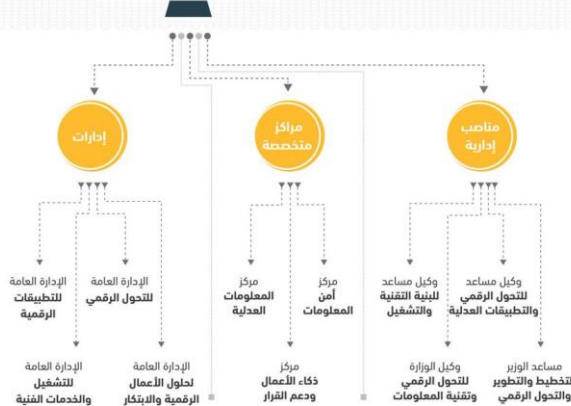 مناصب
إدارية
مراكز
متخصصة
إدارات
وكيل مساعد
للتحول الرقمي
والتطبيقات العدلية
وكيل مساعد
للبنية التقنية
والتشغيل
مركز
أمن
المعلومات
مركز
المعلومات
العدلية
الإدارة العامة
للتحول الرقمي
الإدارة العامة
للتطبيقات
الرقمية
مساعد الوزير
للتخطيط والتطوير
والتحول الرقمي
وكيل الوزارة
للتحول الرقمي
وتقنية المعلومات
مركز
ذكاء الأعمال
ودعم القرار
الإدارة العامة
لحلول الأعمال
الرقمية والابتكار
الإدارة العامة
للتشغيل
والخدمات الفنية